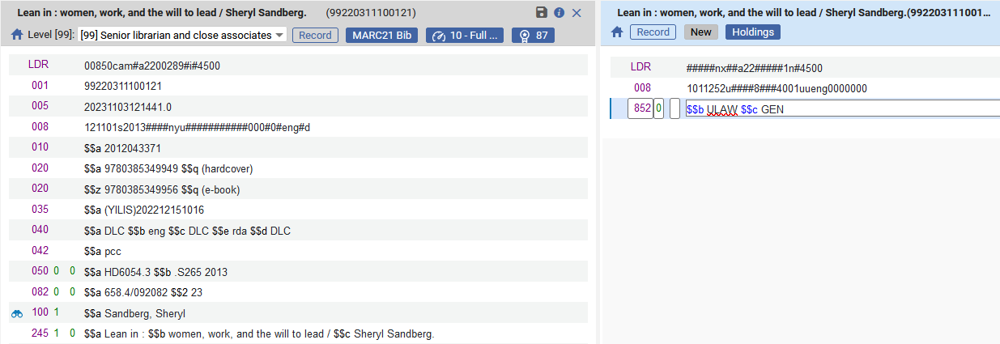 Lean in : women, work, and the will to lead / Sheryl Sandberg. (99220311100121)
Level [99]: [99] Senior librarian and close associates Record MARC21 Bib 10 - Full ... 87
LDR 00850cam#a2200289#i#4500
001 99220311100121
005 20231103121441.0
008 121101s2013####nyu###########000#0#eng#d
010 $$a 2012043371
020 $$a 9780385349949 $$q (hardcover)
020 $$z 9780385349956 $$q (e-book)
035 $$a (YILIS)202212151016
040 $$a DLC $$b eng $$c DLC $$e rda $$d DLC
042 $$a pcc
050 0 0 $$a HD6054.3 $$b .S265 2013
082 0 0 $$a 658.4/092082 $$2 23
100 1 $$a Sandberg, Sheryl
245 1 0 $$a Lean in : $$b women, work, and the will to lead / $$c Sheryl Sandberg.
Lean in : women, work, and the will to lead / Sheryl Sandberg.(992203111001...
Record New Holdings
LDR #####nx##a22#####1n#4500
008 1011252u####8###4001uueng0000000
852 0 $$b ULAW $$c GEN